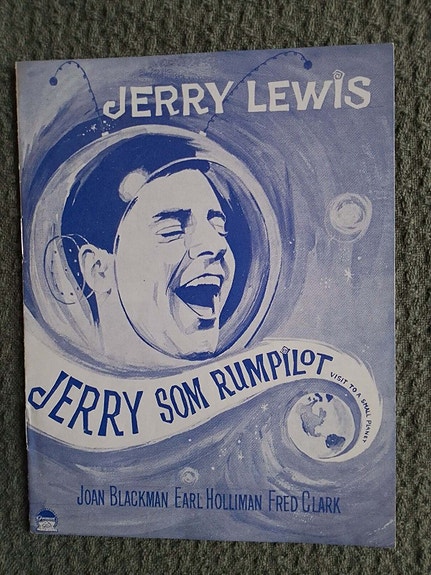 JERRY LEWIS
JERRY SOM RUMPILOT
VISIT TO A SMALL PLANET
JOAN BLACKMAN EARL HOLLIMAN FRED CLARK